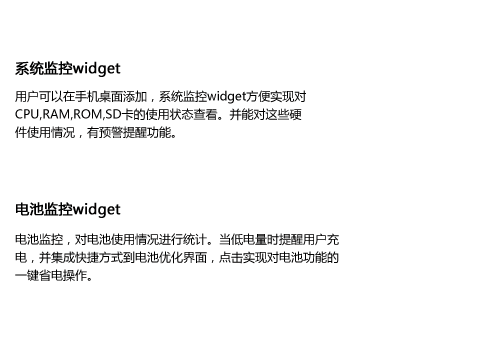 系统监控widget
用户可以在手机桌面添加，系统监控widget方便实现对
CPU,RAM,ROM,SD卡的使用状态查看。并能对这些硬
件使用情况，有预警提醒功能。
电池监控widget
电池监控，对电池使用情况进行统计。当低电量时提醒用户充
电，并集成快捷方式到电池优化界面，点击实现对电池功能的
一键省电操作。